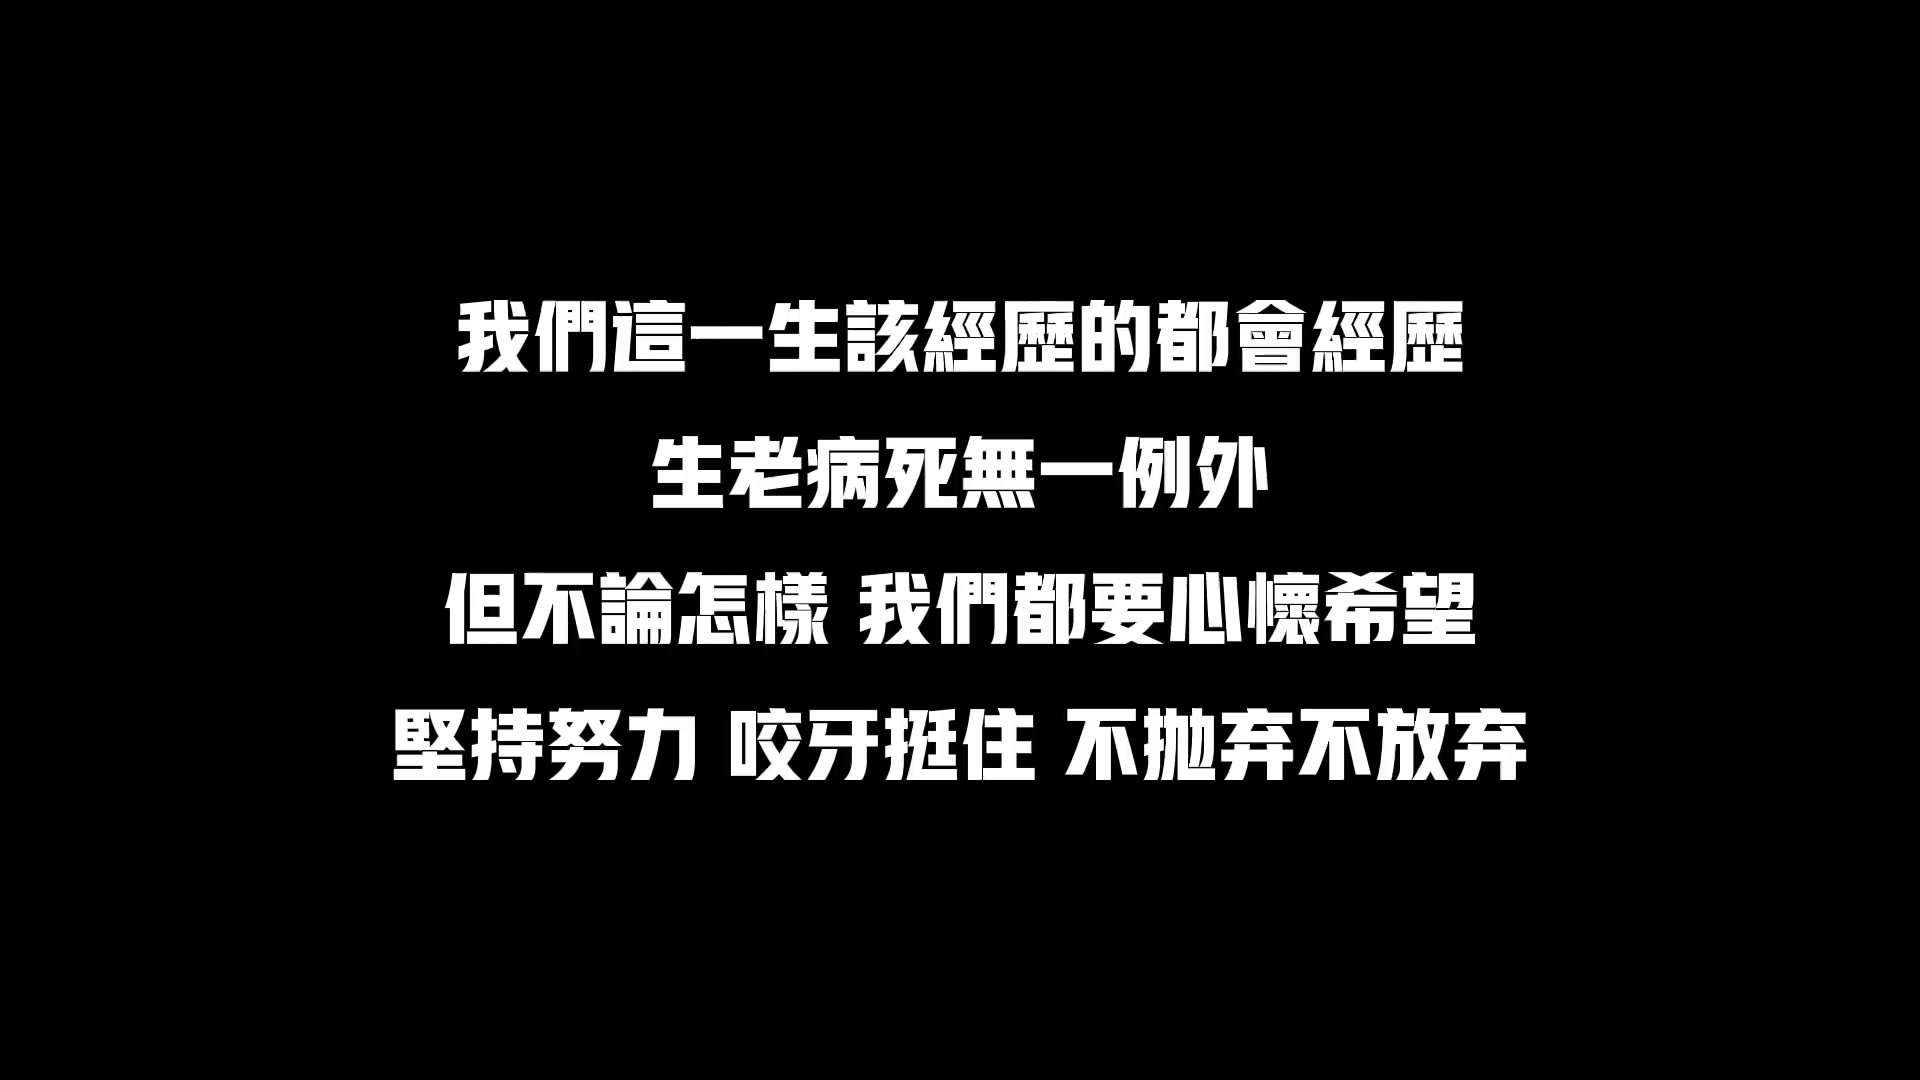 我們這一生該經歷的都會經歷
生老病死無一例外
但不論怎樣 我們都要心懷希望
堅持努力 咬牙挺住 不拋弃不放弃